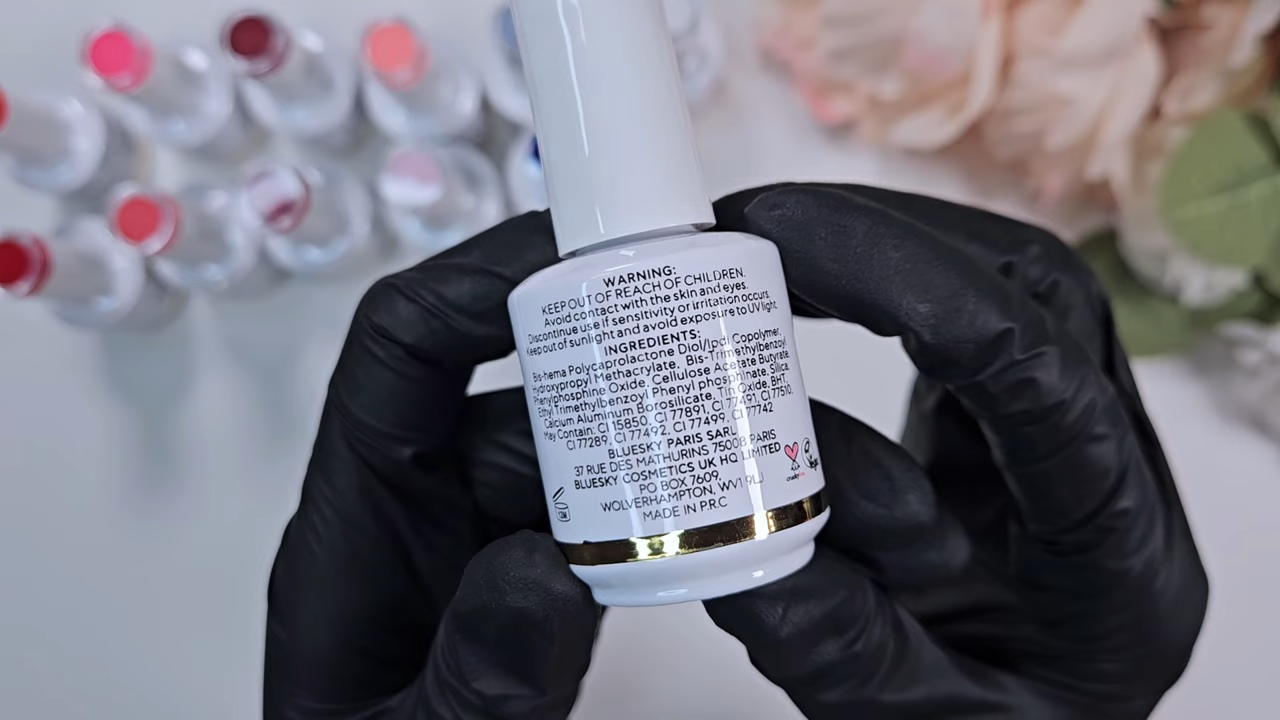 WARNING:
KEEP OUT OF REACH OF CHILDREN.
Avoid contact with the skin and eyes.
Discontinue use if sensitivity or irritation occurs.
Keep out of sunlight and avoid exposure to UV light.
INGREDIENTS:
Bis-hema Polycaprolactone Diol/Ipdi Copolymer,
Hydroxypropyl Methacrylate, Bis-Trimethylbenzoyl
Phenylphosphine Oxide, Cellulose Acetate Butyrate,
Ethyl Trimethylbenzoyl Phenyl phosphinate, Silica,
Calcium Aluminum Borosilicate, Tin Oxide, BHT,
May Contain: CI 15850, CI 77891, CI 77491, CI 77510,
CI 77289, CI 77492, CI 77499, CI 77742
BLUESKY PARIS SARL
37 RUE DES MATHURINS 75008 PARIS
BLUESKY COSMETICS UK HQ LIMITED
PO BOX 7609,
WOLVERHAMPTON, WV1 9LJ
MADE IN P.R.C